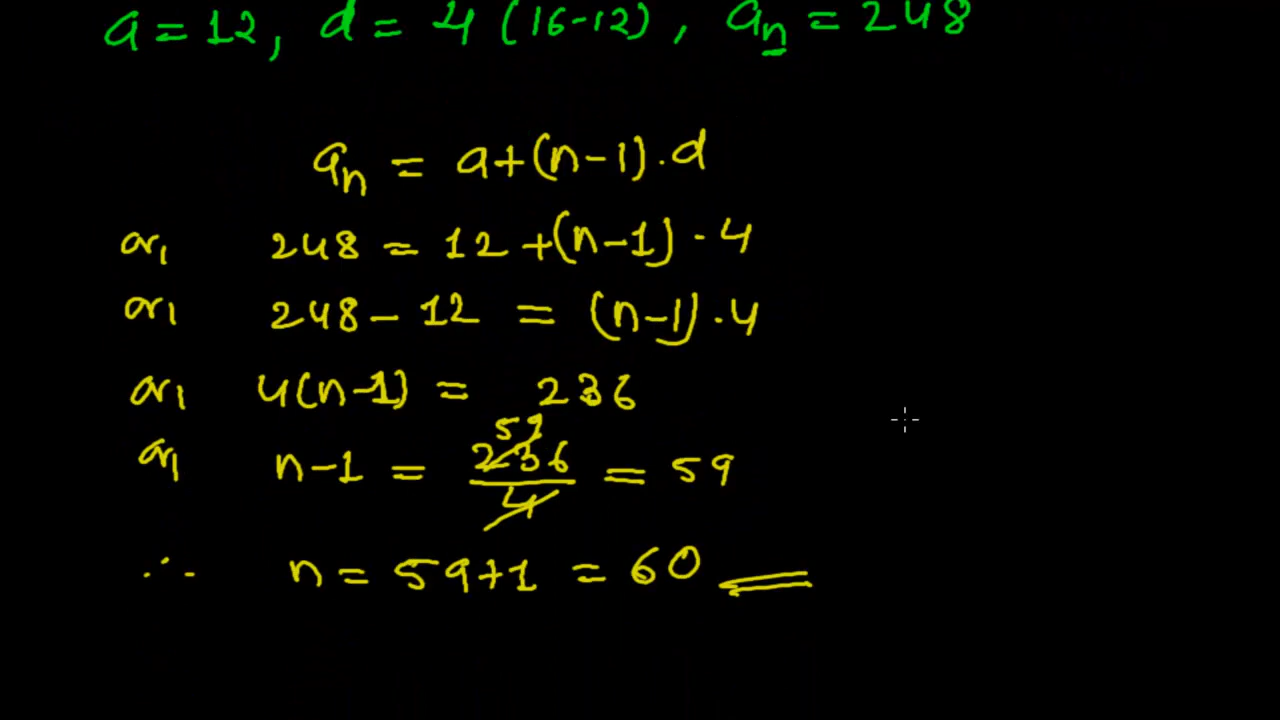 a = 12, d = 4 (16-12), an = 248
an = a+(n-1).d
or, 248 = 12 +(n-1) . 4
or, 248 - 12 = (n-1) . 4
or, 4(n-1) = 236
59
or, n-1 = 236/4 = 59
∴ n = 59+1 = 60